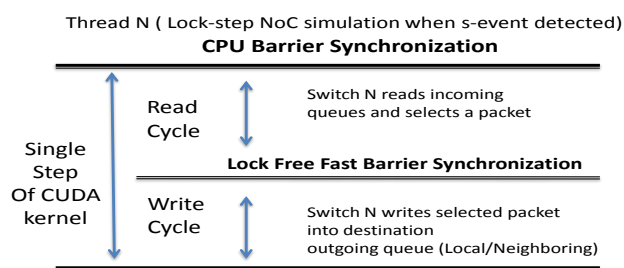 Thread N ( Lock-step NoC simulation when s-event detected)
CPU Barrier Synchronization
Single
Step
Of CUDA
kernel
Read
Cycle
Switch N reads incoming
queues and selects a packet
Lock Free Fast Barrier Synchronization
Write
Cycle
Switch N writes selected packet
into destination
outgoing queue (Local/Neighboring)